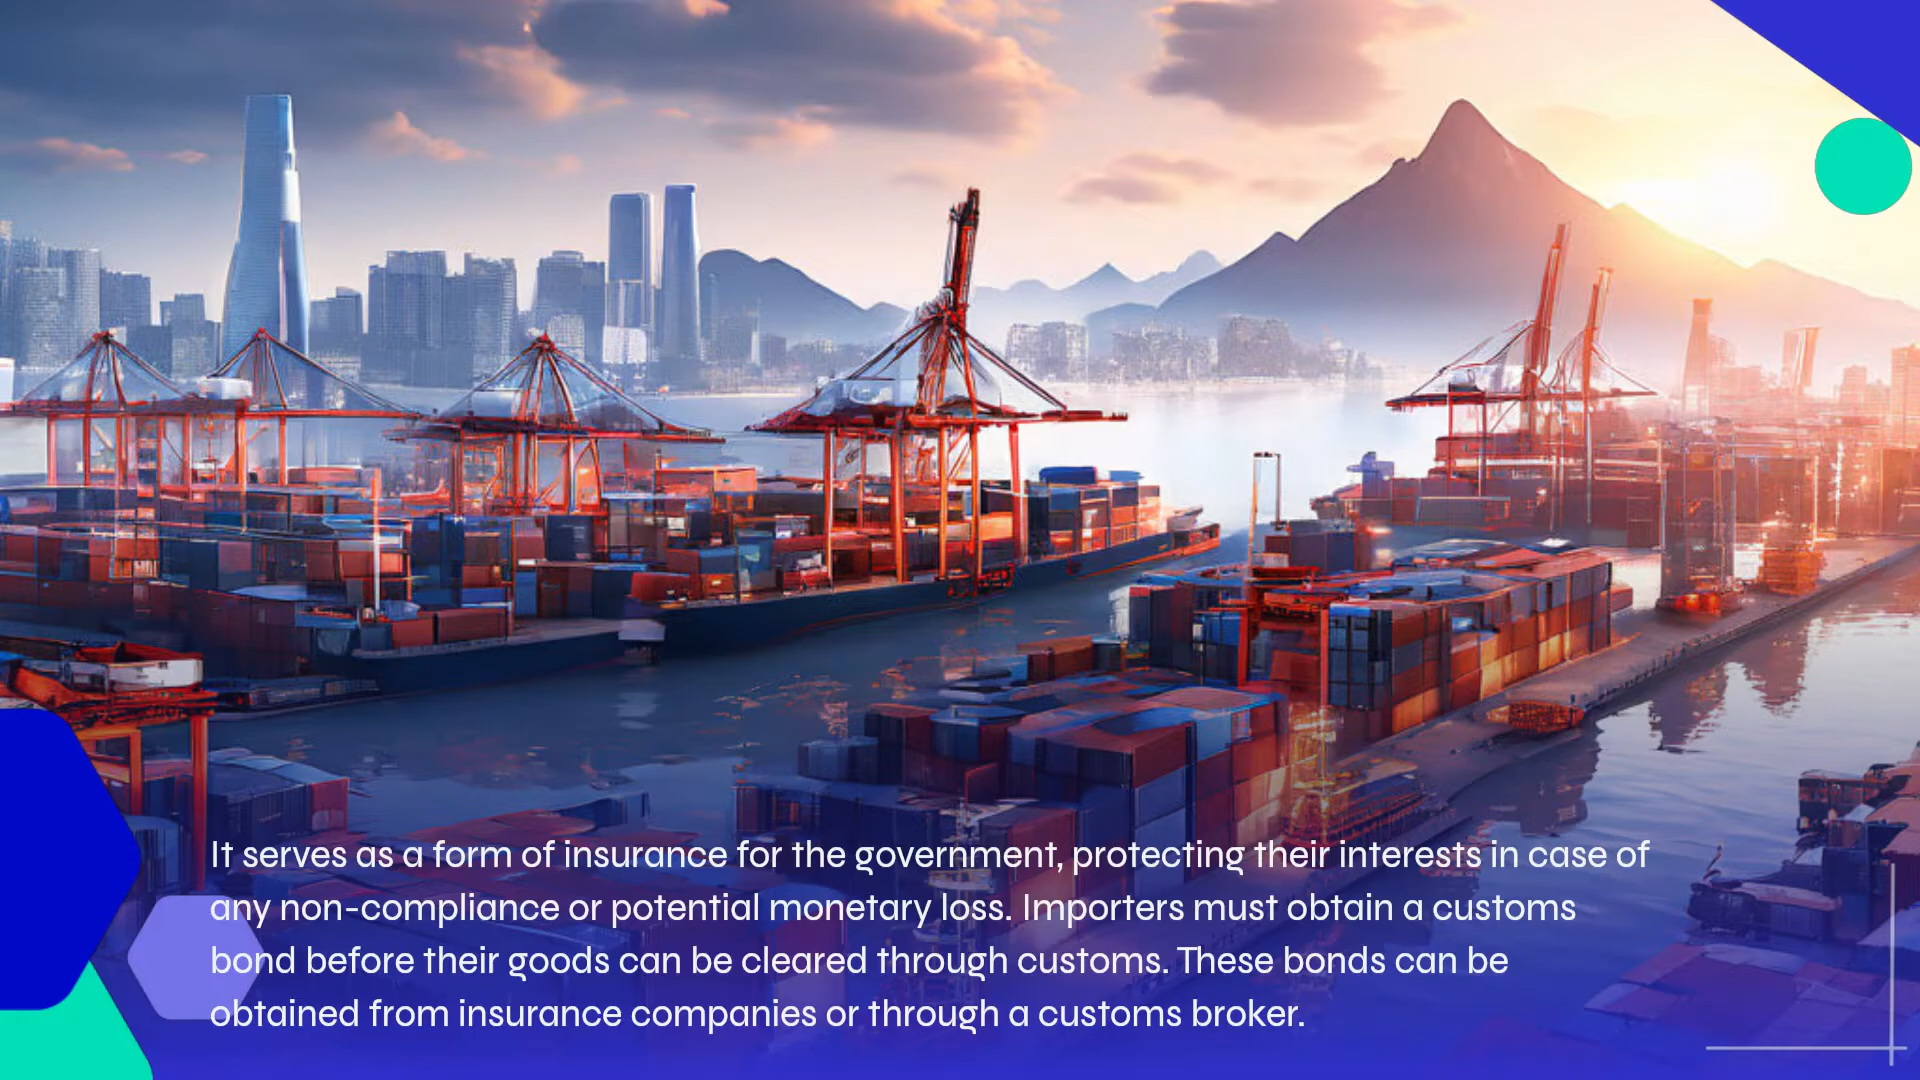 It serves as a form of insurance for the government, protecting their interests in case of
any non-compliance or potential monetary loss. Importers must obtain a customs
bond before their goods can be cleared through customs. These bonds can be
obtained from insurance companies or through a customs broker.